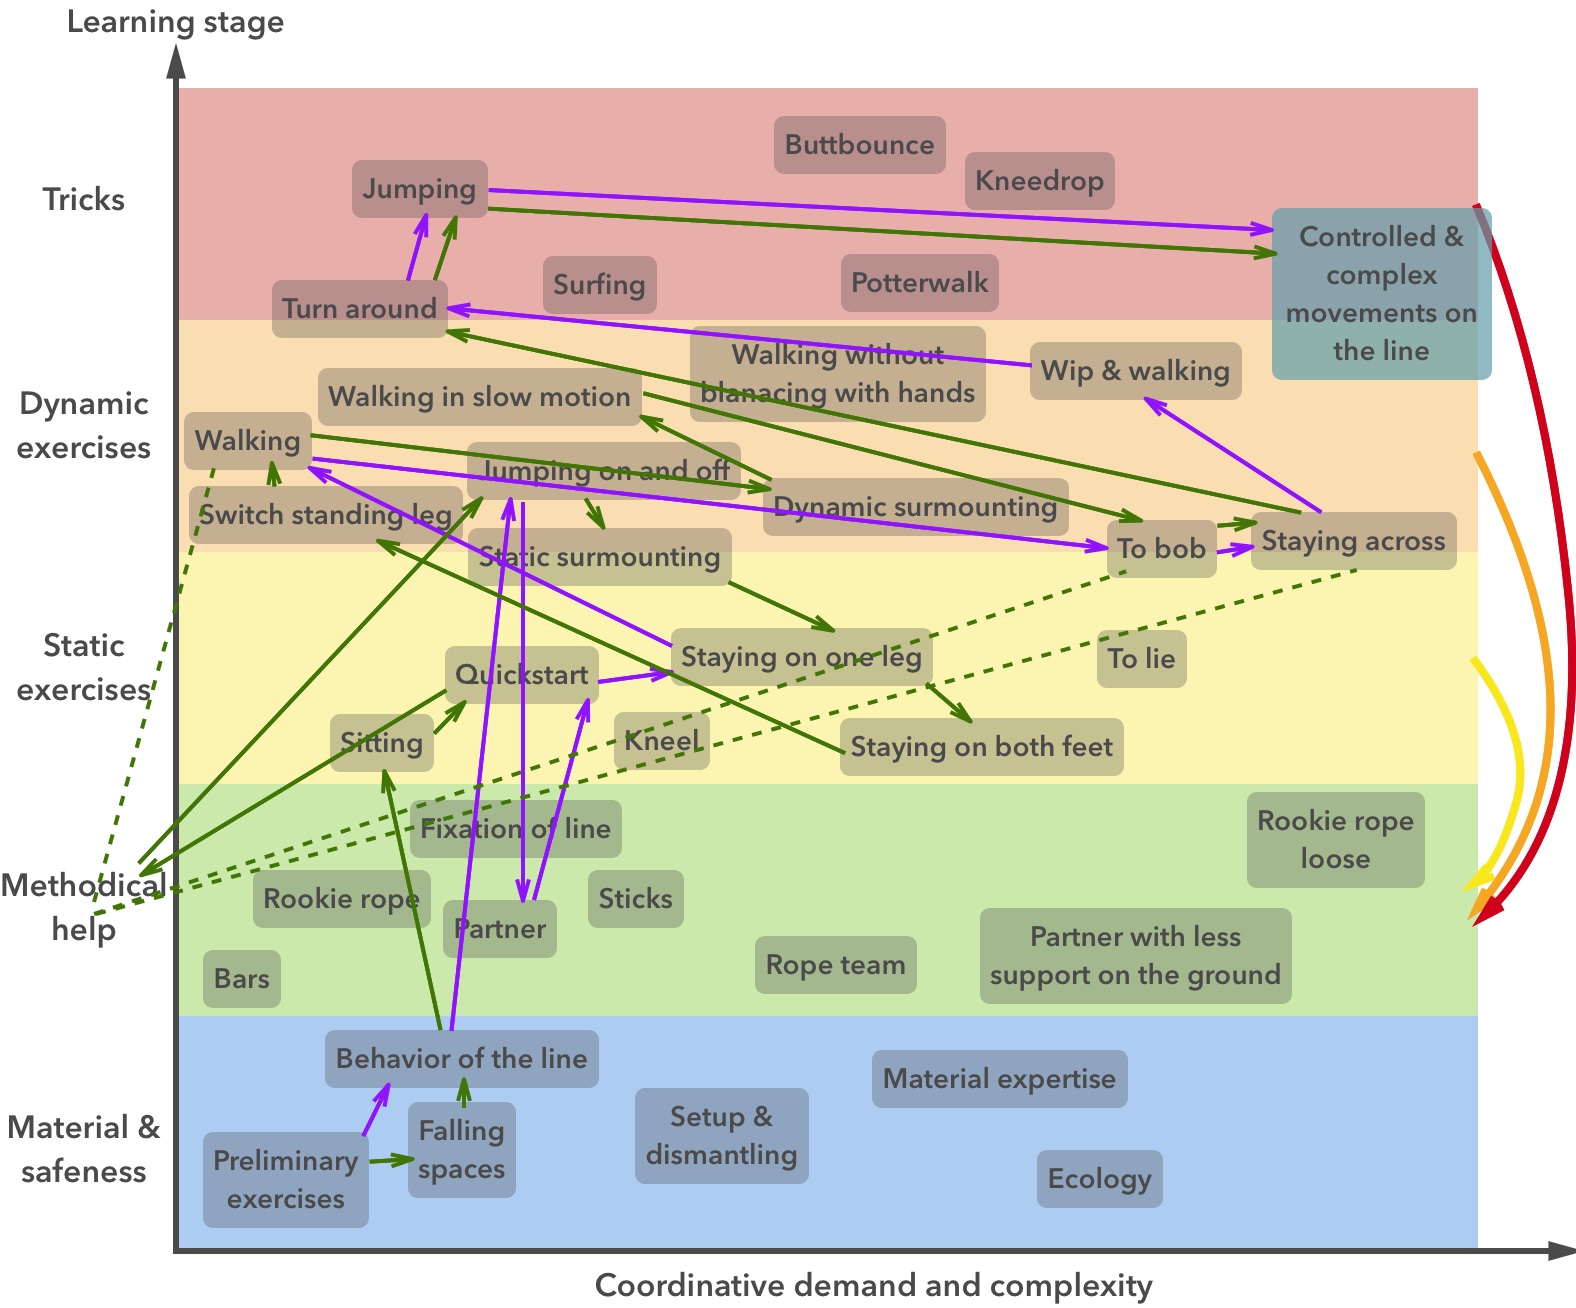 Learning stage
Tricks
Buttbounce
Kneedrop
Jumping
Controlled &
complex
movements on
the line
Surfing
Potterwalk
Turn around
Dynamic
exercises
Walking without
blanacing with hands
Wip & walking
Walking in slow motion
Walking
Jumping on and off
Dynamic surmounting
Switch standing leg
Static surmounting
To bob
Staying across
Static
exercises
Staying on one leg
To lie
Quickstart
Sitting
Kneel
Staying on both feet
Methodical
help
Fixation of line
Rookie rope
loose
Rookie rope
Sticks
Partner
Partner with less
support on the ground
Rope team
Bars
Material &
safeness
Behavior of the line
Material expertise
Setup &
dismantling
Falling
spaces
Preliminary
exercises
Ecology
Coordinative demand and complexity